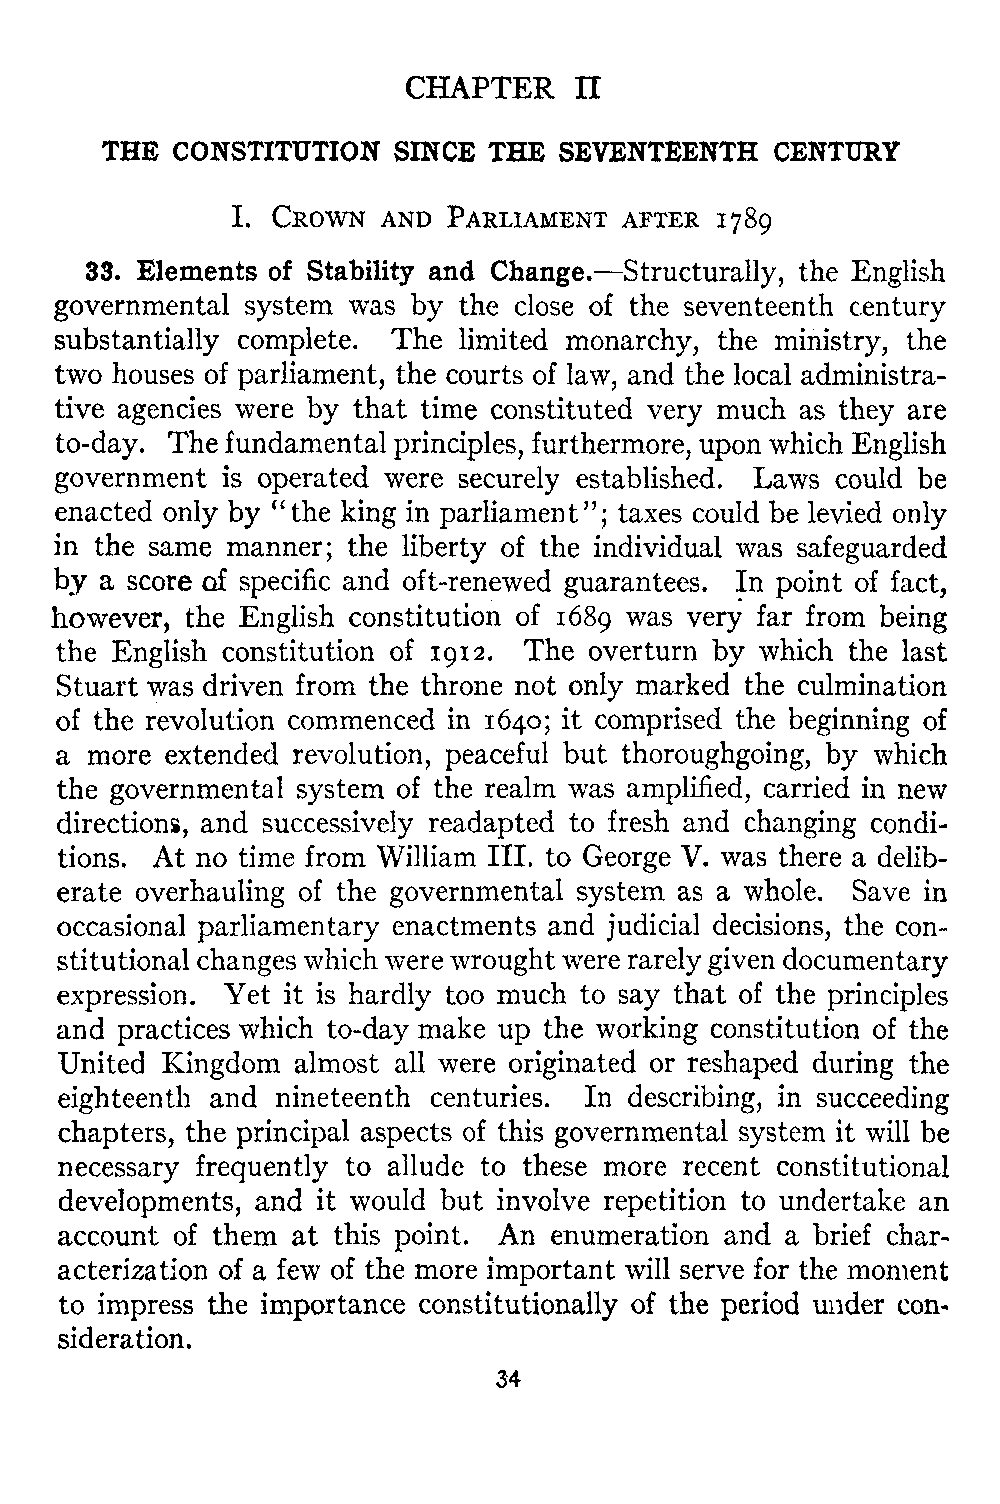 CHAPTER II
THE CONSTITUTION SINCE THE SEVENTEENTH CENTURY
I. CROWN AND PARLIAMENT AFTER 1789
33. Elements of Stability and Change.—Structurally, the English
governmental system was by the close of the seventeenth century
substantially complete. The limited monarchy, the ministry, the
two houses of parliament, the courts of law, and the local administra-
tive agencies were by that time constituted very much as they are
to-day. The fundamental principles, furthermore, upon which English
government is operated were securely established. Laws could be
enacted only by "the king in parliament"; taxes could be levied only
in the same manner; the liberty of the individual was safeguarded
by a score of specific and oft-renewed guarantees. In point of fact,
however, the English constitution of 1689 was very far from being
the English constitution of 1912. The overturn by which the last
Stuart was driven from the throne not only marked the culmination
of the revolution commenced in 1640; it comprised the beginning of
a more extended revolution, peaceful but thoroughgoing, by which
the governmental system of the realm was amplified, carried in new
directions, and successively readapted to fresh and changing condi-
tions. At no time from William III. to George V. was there a delib-
erate overhauling of the governmental system as a whole. Save in
occasional parliamentary enactments and judicial decisions, the con-
stitutional changes which were wrought were rarely given documentary
expression. Yet it is hardly too much to say that of the principles
and practices which to-day make up the working constitution of the
United Kingdom almost all were originated or reshaped during the
eighteenth and nineteenth centuries. In describing, in succeeding
chapters, the principal aspects of this governmental system it will be
necessary frequently to allude to these more recent constitutional
developments, and it would but involve repetition to undertake an
account of them at this point. An enumeration and a brief char-
acterization of a few of the more important will serve for the moment
to impress the importance constitutionally of the period under con-
sideration.
34